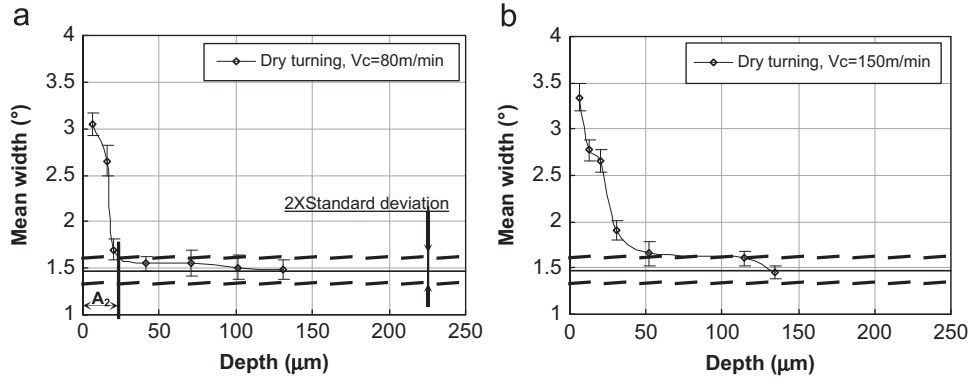 a
4
3.5
3
2.5
2
1.5
1
Mean width (°)
Dry turning, Vc=80m/min
2XStandard deviation
A₂
0 50 100 150 200 250
Depth (µm)
b
4
3.5
3
2.5
2
1.5
1
Mean width (°)
Dry turning, Vc=150m/min
0 50 100 150 200 250
Depth (µm)